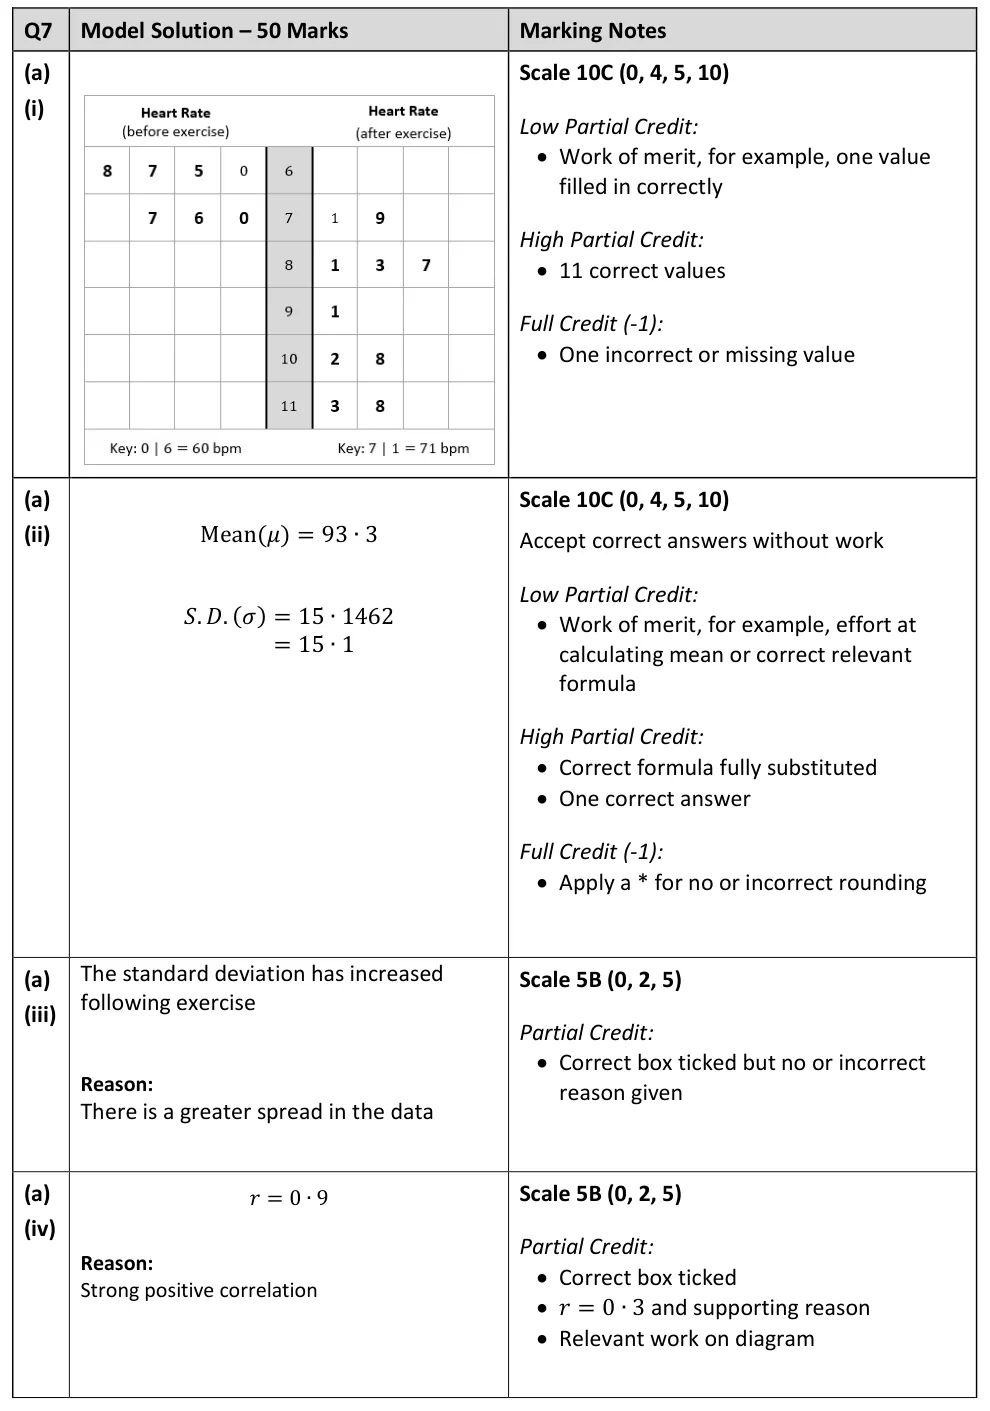 Q7 Model Solution – 50 Marks Marking Notes
(a)
(i)
Heart Rate
(before exercise)
Heart Rate
(after exercise)
8 7 5 0 6
7 6 0 7 1 9
8 1 3 7
9 1
10 2 8
11 3 8
Key: 0 | 6 = 60 bpm
Key: 7 | 1 = 71 bpm
Scale 10C (0, 4, 5, 10)
Low Partial Credit:
• Work of merit, for example, one value
filled in correctly
High Partial Credit:
• 11 correct values
Full Credit (-1):
• One incorrect or missing value
(a)
(ii)
Mean(μ) = 93 · 3
S. D. (σ) = 15 · 1462
= 15 · 1
Scale 10C (0, 4, 5, 10)
Accept correct answers without work
Low Partial Credit:
• Work of merit, for example, effort at
calculating mean or correct relevant
formula
High Partial Credit:
• Correct formula fully substituted
• One correct answer
Full Credit (-1):
• Apply a * for no or incorrect rounding
(a)
(iii)
The standard deviation has increased
following exercise
Reason:
There is a greater spread in the data
Scale 5B (0, 2, 5)
Partial Credit:
• Correct box ticked but no or incorrect
reason given
(a)
(iv)
r = 0 · 9
Reason:
Strong positive correlation
Scale 5B (0, 2, 5)
Partial Credit:
• Correct box ticked
• r = 0 · 3 and supporting reason
• Relevant work on diagram